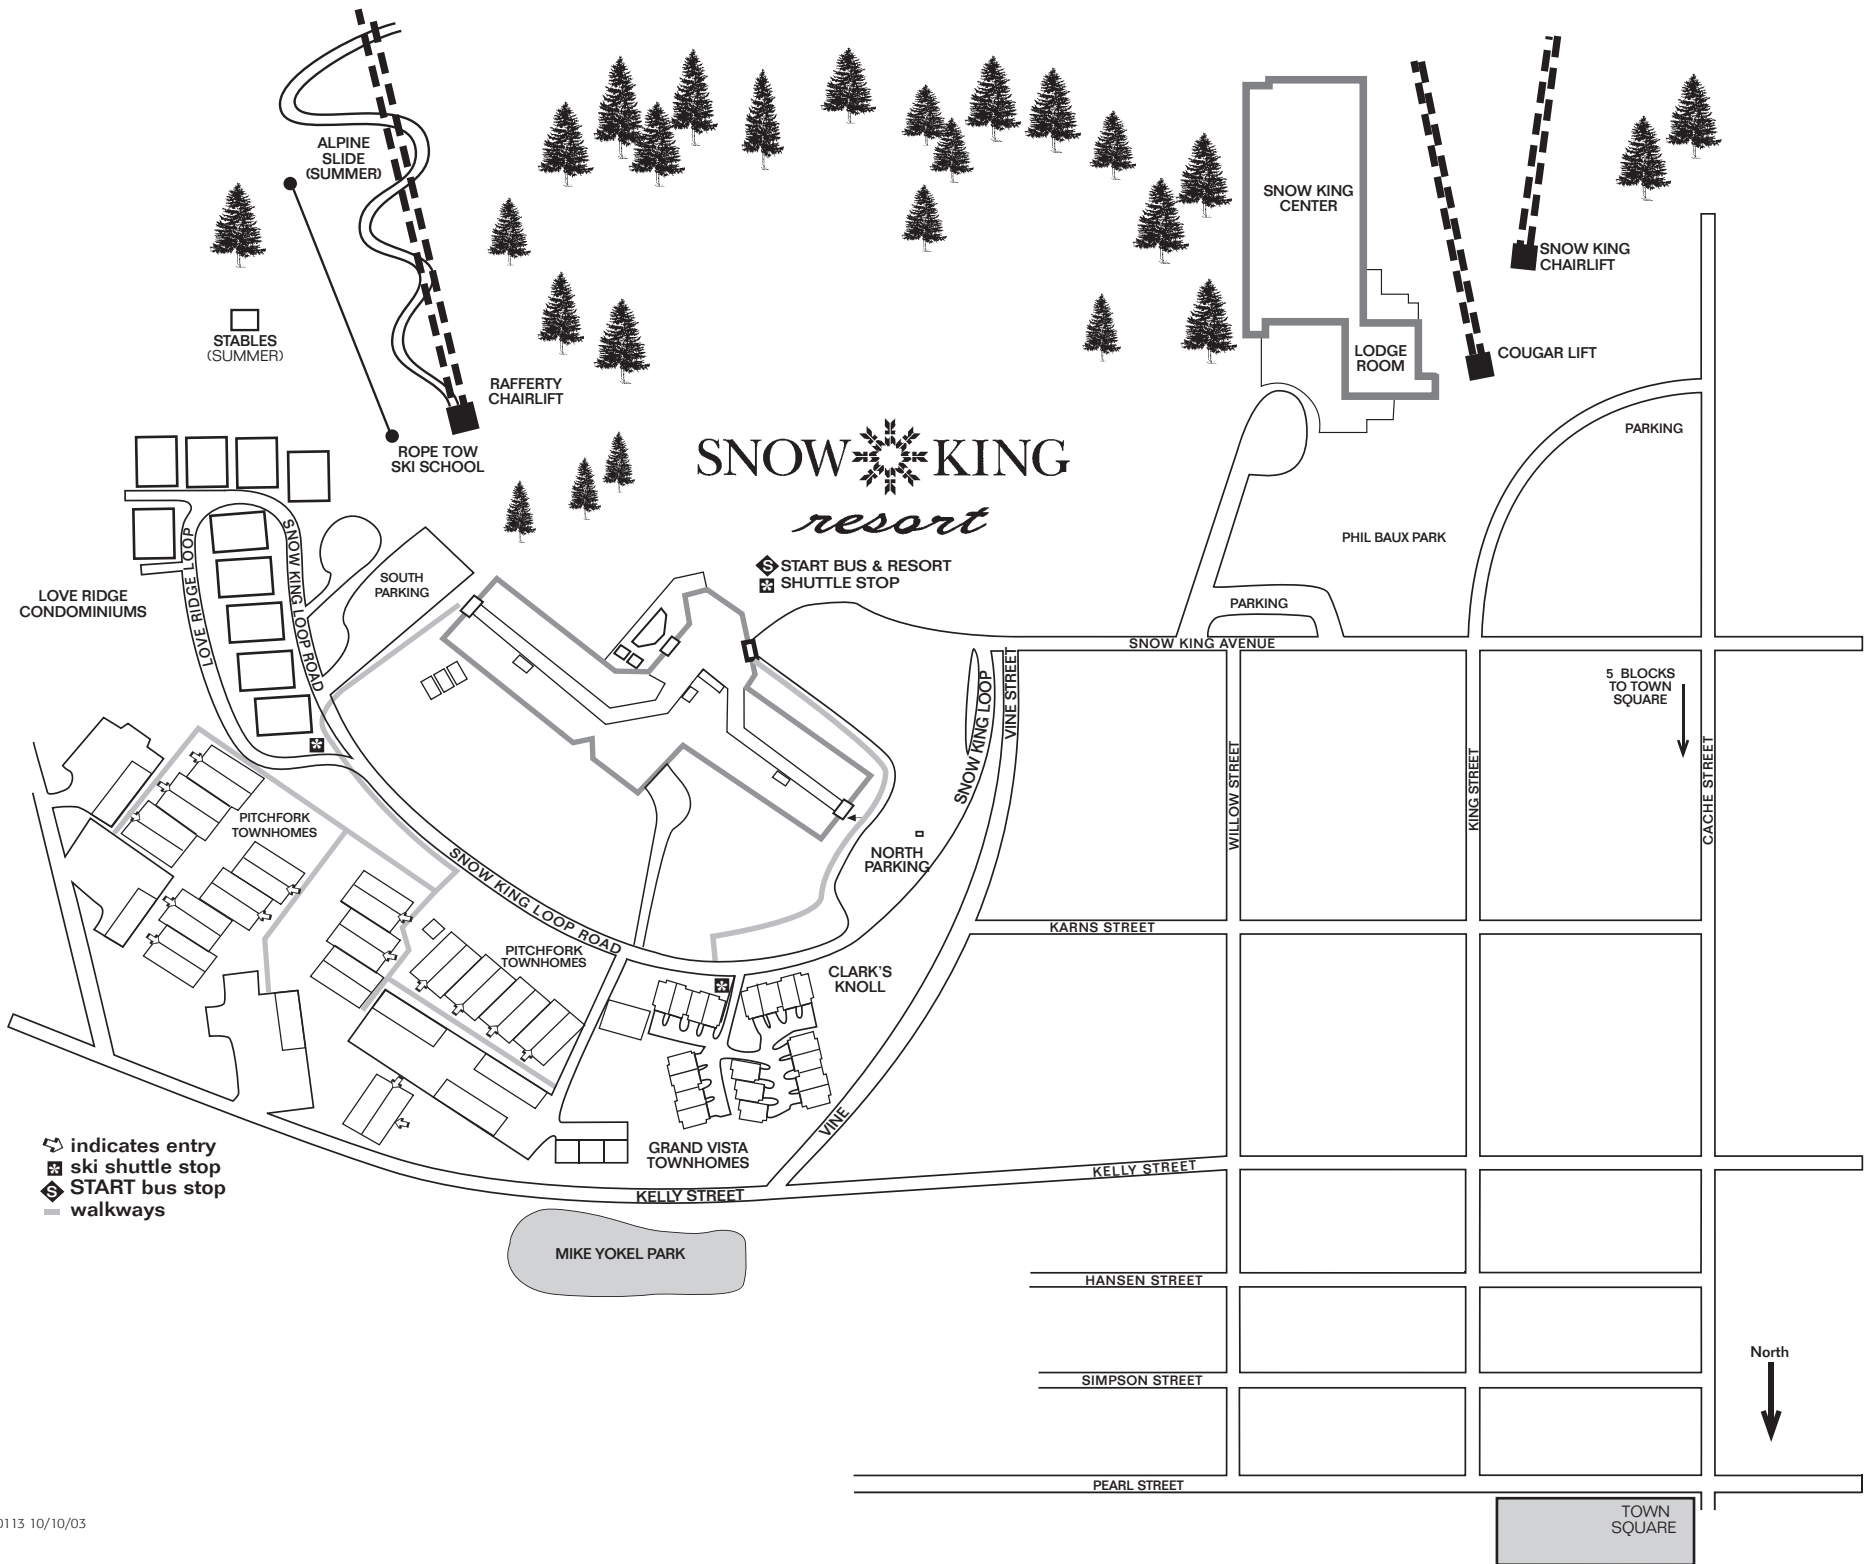 ALPINE
SLIDE
(SUMMER)
SNOW KING
CENTER
SNOW KING
CHAIRLIFT
STABLES
(SUMMER)
LODGE
ROOM
COUGAR LIFT
RAFFERTY
CHAIRLIFT
PARKING
ROPE TOW
SKI SCHOOL
SNOW KING
resort
PHIL BAUX PARK
S START BUS & RESORT
SHUTTLE STOP
SOUTH
PARKING
LOVE RIDGE
CONDOMINIUMS
LOVE RIDGE LOOP
SNOW KING LOOP ROAD
PARKING
SNOW KING AVENUE
5 BLOCKS
TO TOWN
SQUARE
SNOW KING LOOP
VINE STREET
WILLOW STREET
KING STREET
CACHE STREET
PITCHFORK
TOWNHOMES
NORTH
PARKING
SNOW KING LOOP ROAD
KARNS STREET
PITCHFORK
TOWNHOMES
CLARK'S
KNOLL
VINE
GRAND VISTA
TOWNHOMES
indicates entry
ski shuttle stop
S START bus stop
walkways
KELLY STREET
KELLY STREET
MIKE YOKEL PARK
HANSEN STREET
North
SIMPSON STREET
PEARL STREET
TOWN
SQUARE
0113 10/10/03